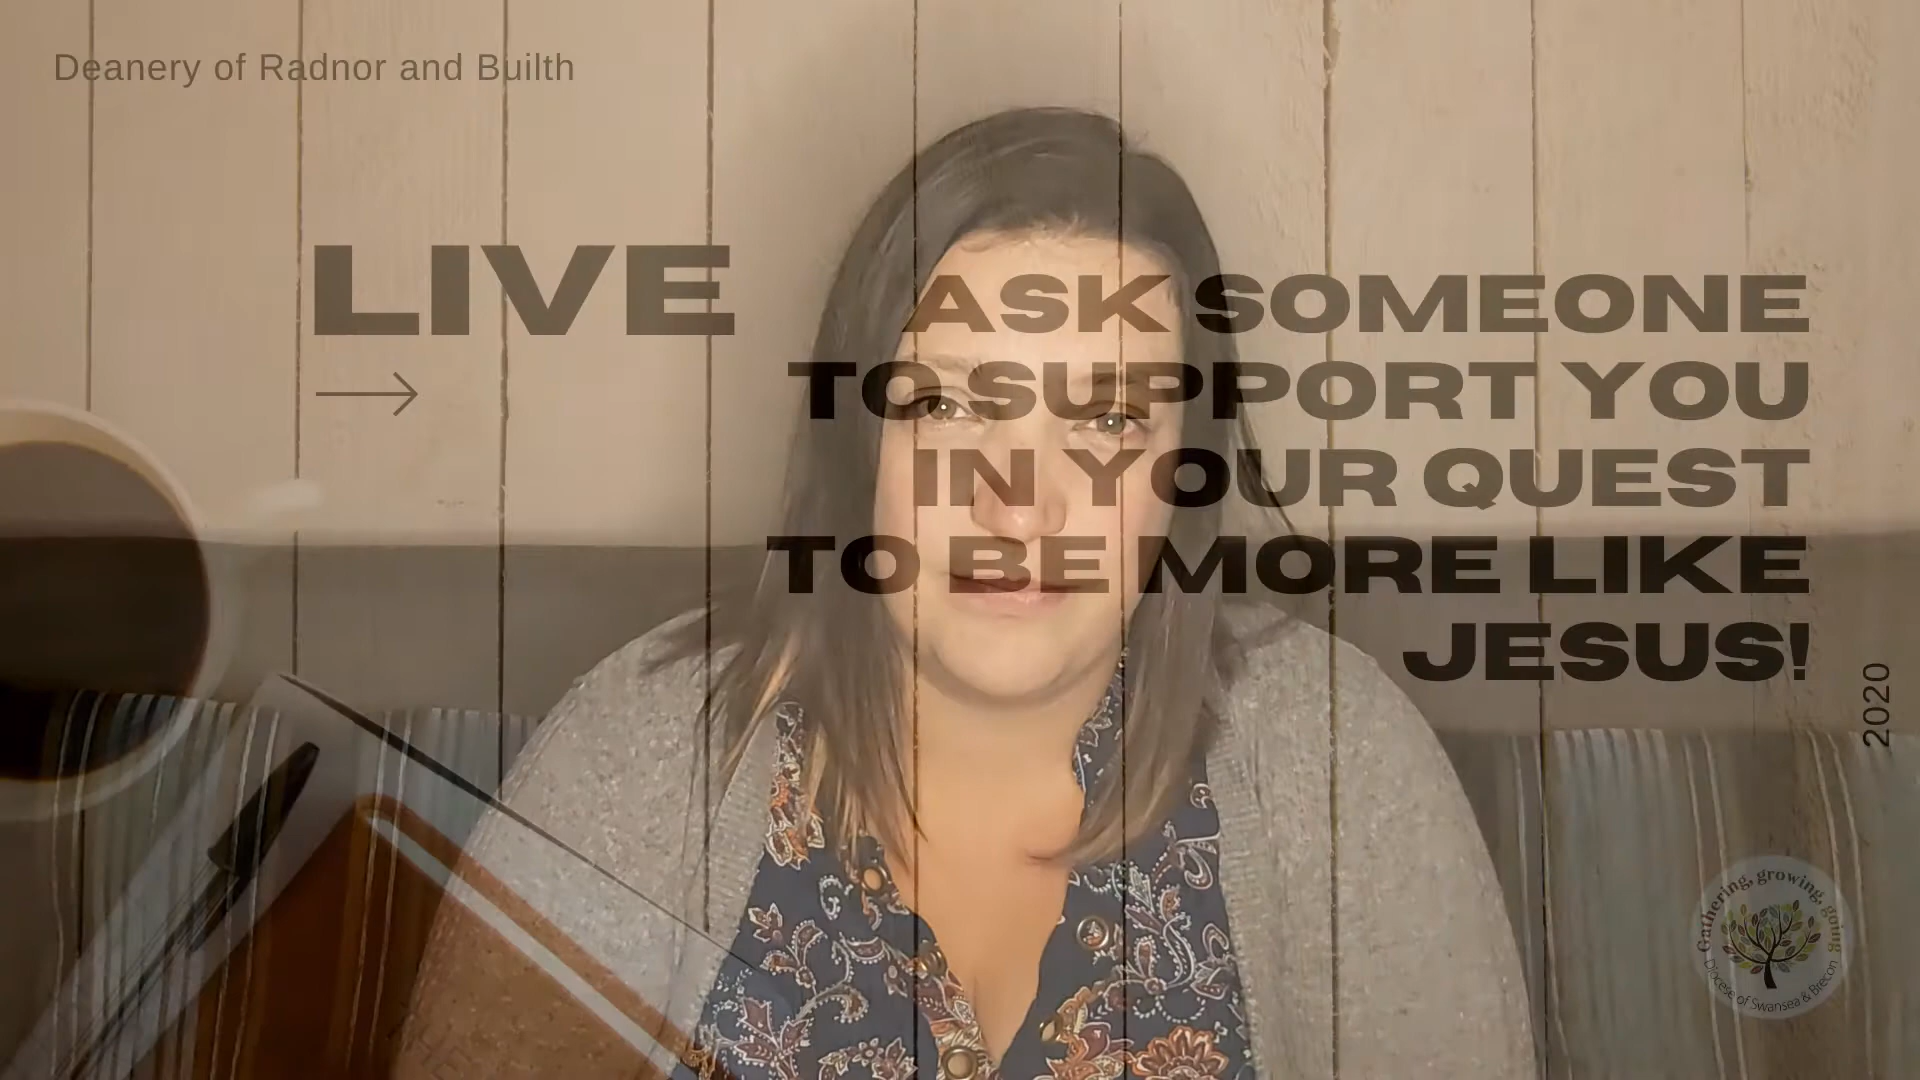 Deanery of Radnor and Builth
LIVE
ASK SOMEONE
TO SUPPORT YOU
IN YOUR QUEST
TO BE MORE LIKE
JESUS!
2020
Gathering, growing, going
Diocese of Swansea & Brecon